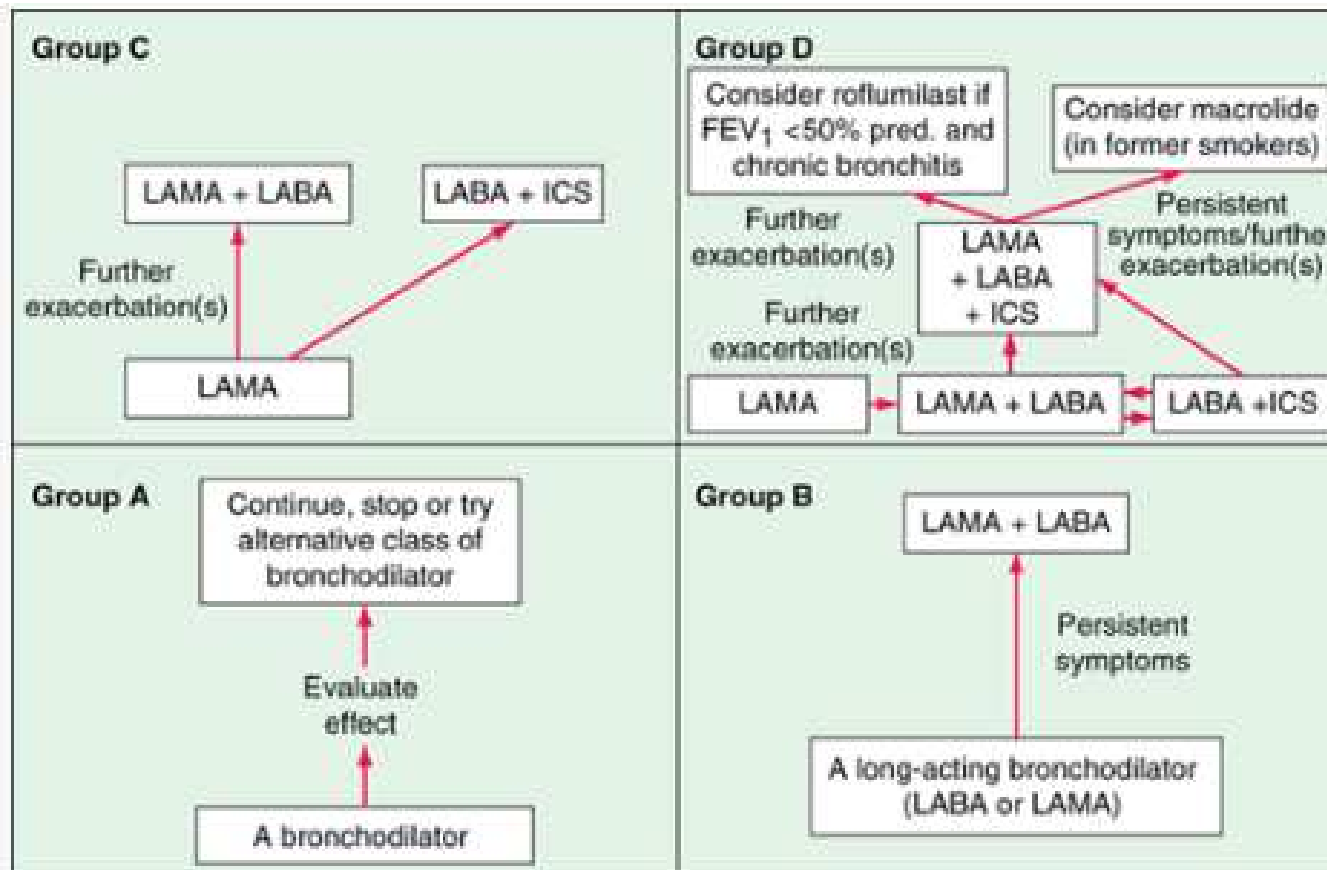 Group C
LAMA + LABA
LABA + ICS
Further
exacerbation(s)
LAMA
Group D
Consider roflumilast if
FEV1 <50% pred. and
chronic bronchitis
Consider macrolide
(in former smokers)
Further
exacerbation(s)
Persistent
symptoms/furthe
exacerbation(s)
LAMA
+ LABA
+ ICS
Further
exacerbation(s)
LAMA
LAMA + LABA
LABA +ICS
Group A
Continue, stop or try
alternative class of
bronchodilator
Evaluate
effect
A bronchodilator
Group B
LAMA + LABA
Persistent
symptoms
A long-acting bronchodilator
(LABA or LAMA)